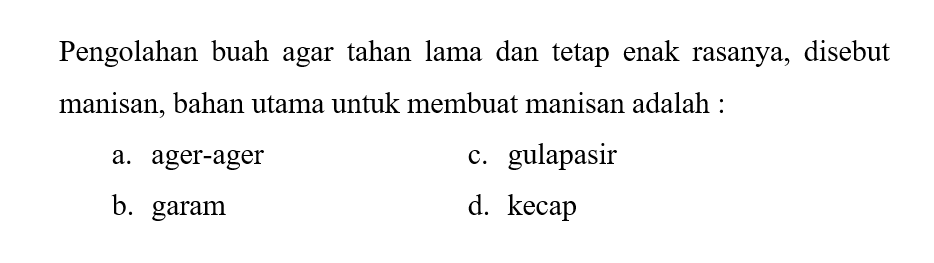 Pengolahan buah agar tahan lama dan tetap enak rasanya, disebut
manisan, bahan utama untuk membuat manisan adalah :
a. ager-ager c. gulapasir
b. garam d. kecap